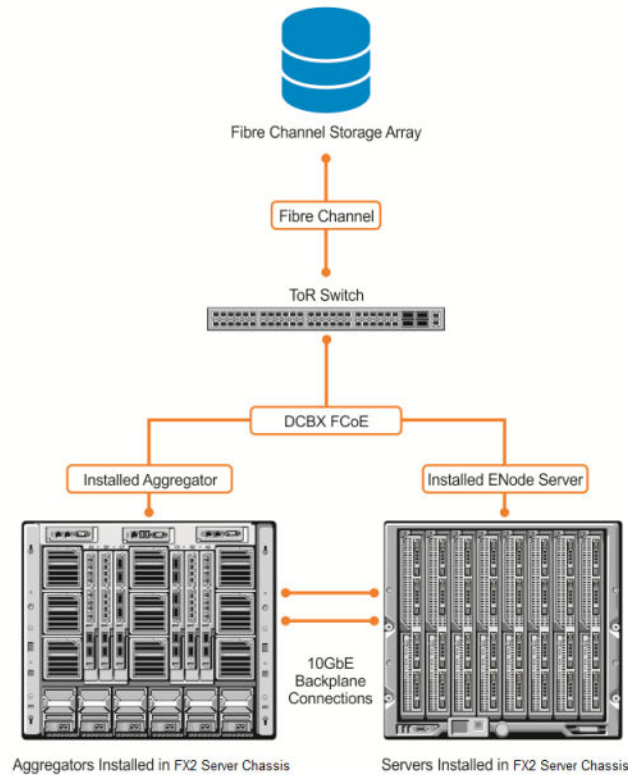 Fibre Channel Storage Array
Fibre Channel
ToR Switch
DCBX FCoE
Installed Aggregator
Installed ENode Server
10GbE
Backplane
Connections
Aggregators Installed in FX2 Server Chassis
Servers Installed in FX2 Server Chassis